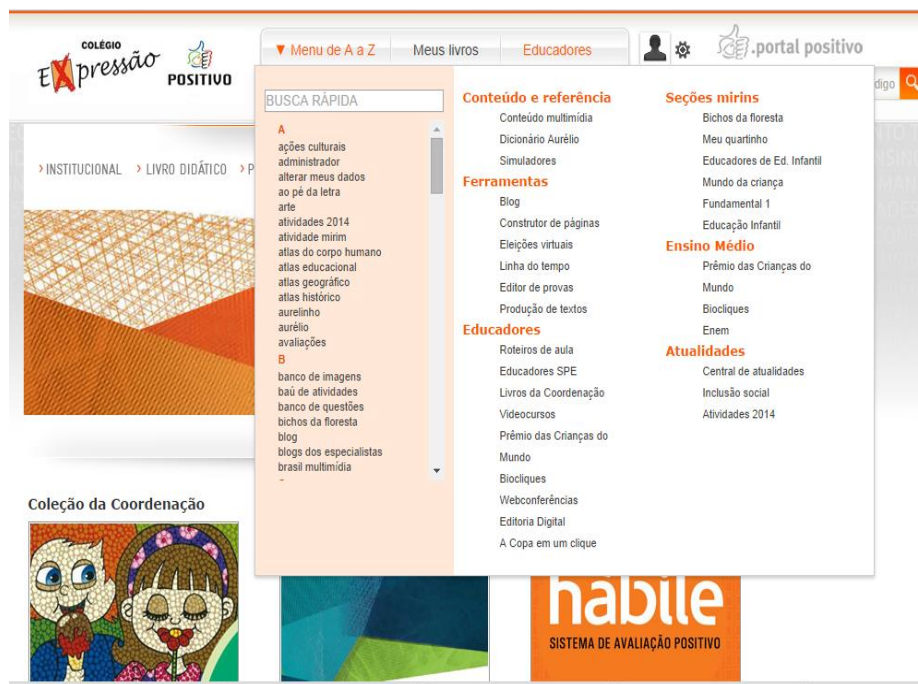 COLÉGIO
EXpressão
POSITIVO
▼ Menu de A a Z
Meus livros
Educadores
.portal positivo
digo
> INSTITUCIONAL > LIVRO DIDÁTICO > P
BUSCA RÁPIDA
A
ações culturais
administrador
alterar meus dados
ao pé da letra
arte
atividades 2014
atividade mirim
atlas do corpo humano
atlas educacional
atlas geográfico
atlas histórico
aurelinho
aurélio
avaliações
B
banco de imagens
baú de atividades
banco de questões
bichos da floresta
blog
blogs dos especialistas
brasil multimídia
Conteúdo e referência
Conteúdo multimídia
Dicionário Aurélio
Simuladores
Ferramentas
Blog
Construtor de páginas
Eleições virtuais
Linha do tempo
Editor de provas
Produção de textos
Educadores
Roteiros de aula
Educadores SPE
Livros da Coordenação
Videocursos
Prêmio das Crianças do
Mundo
Biocliques
Webconferências
Editoria Digital
A Copa em um clique
Seções mirins
Bichos da floresta
Meu quartinho
Educadores de Ed. Infantil
Mundo da criança
Fundamental 1
Educação Infantil
Ensino Médio
Prêmio das Crianças do
Mundo
Biocliques
Enem
Atualidades
Central de atualidades
Inclusão social
Atividades 2014
Coleção da Coordenação
hábile
SISTEMA DE AVALIAÇÃO POSITIVO